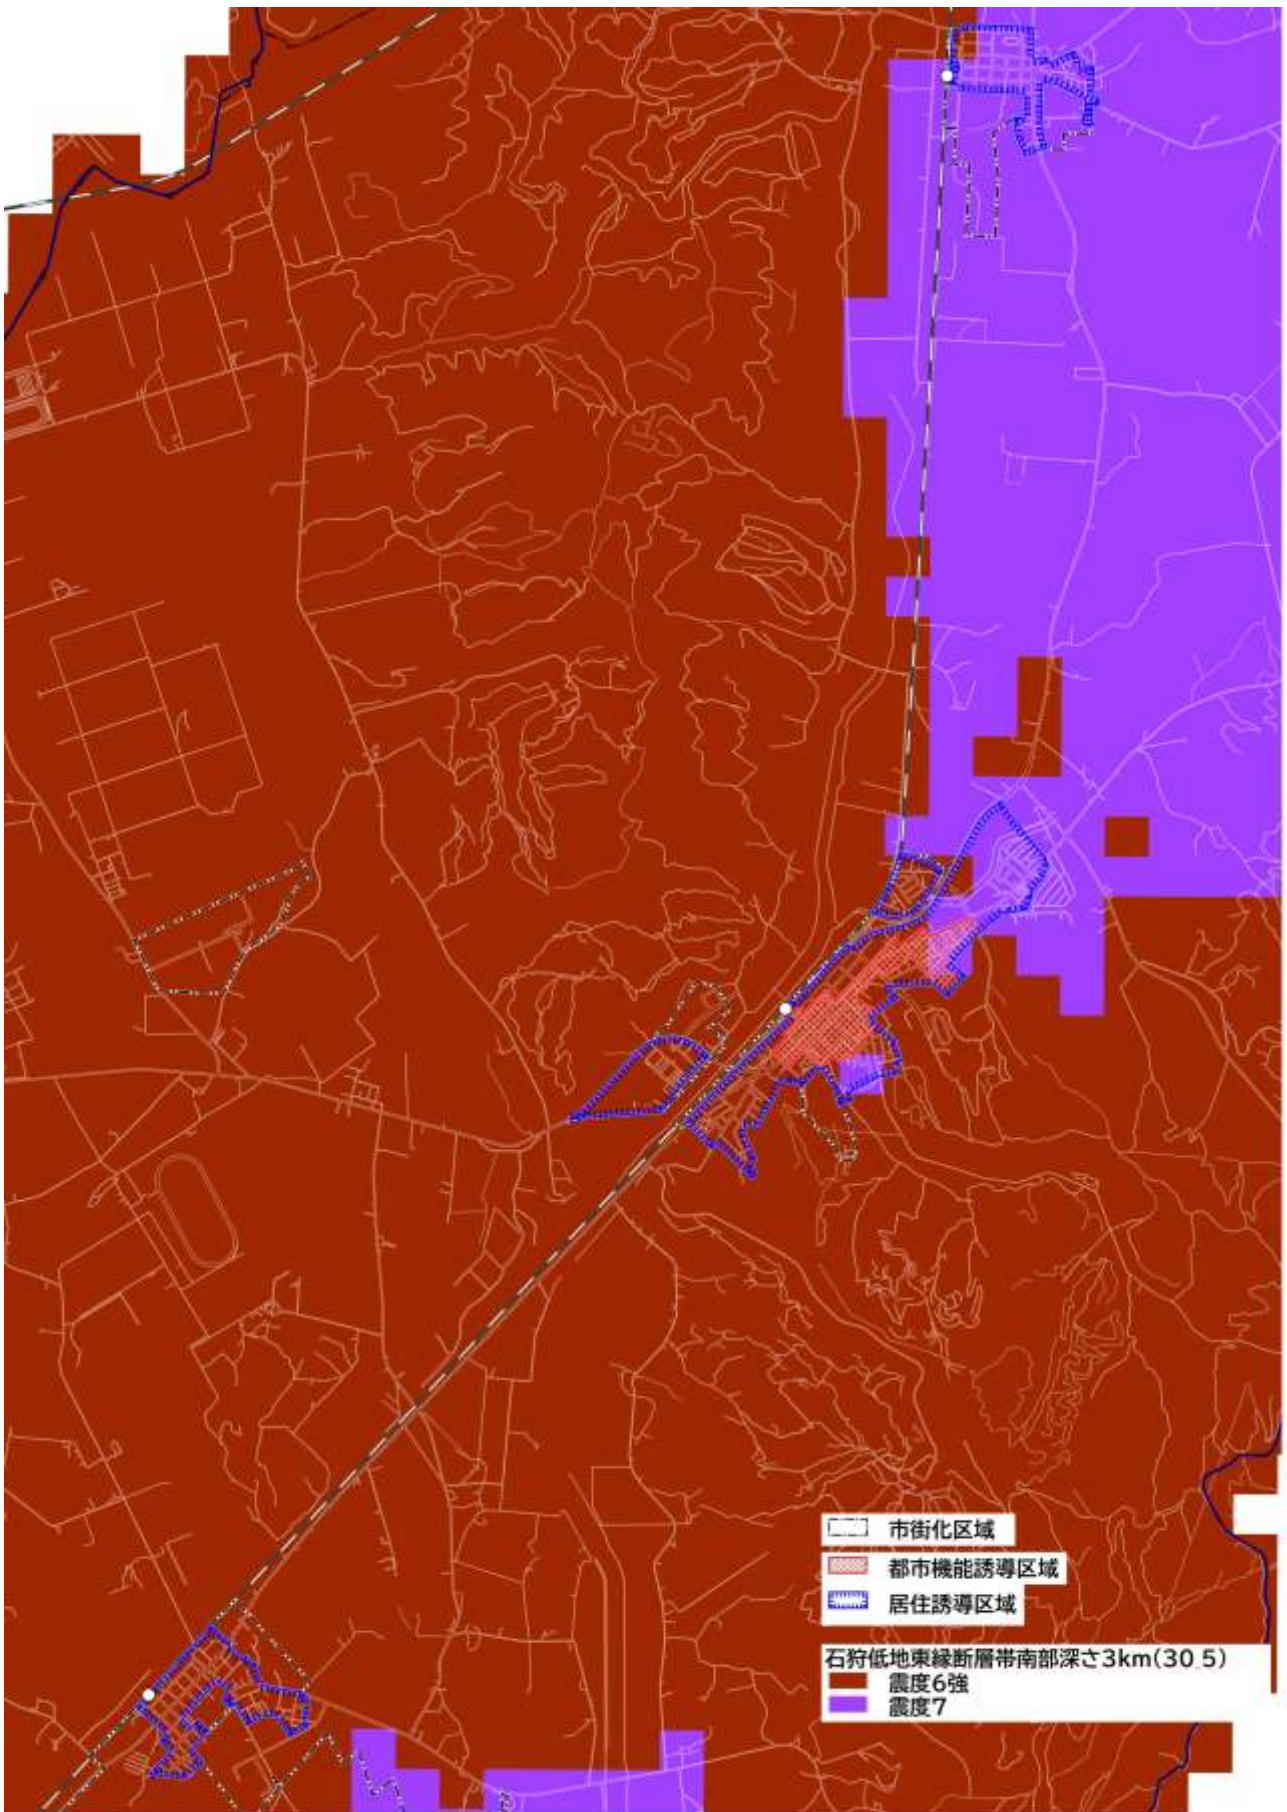 市街化区域
都市機能誘導区域
居住誘導区域
石狩低地東縁断層帯南部深さ3km(30_5)
震度6強
震度7